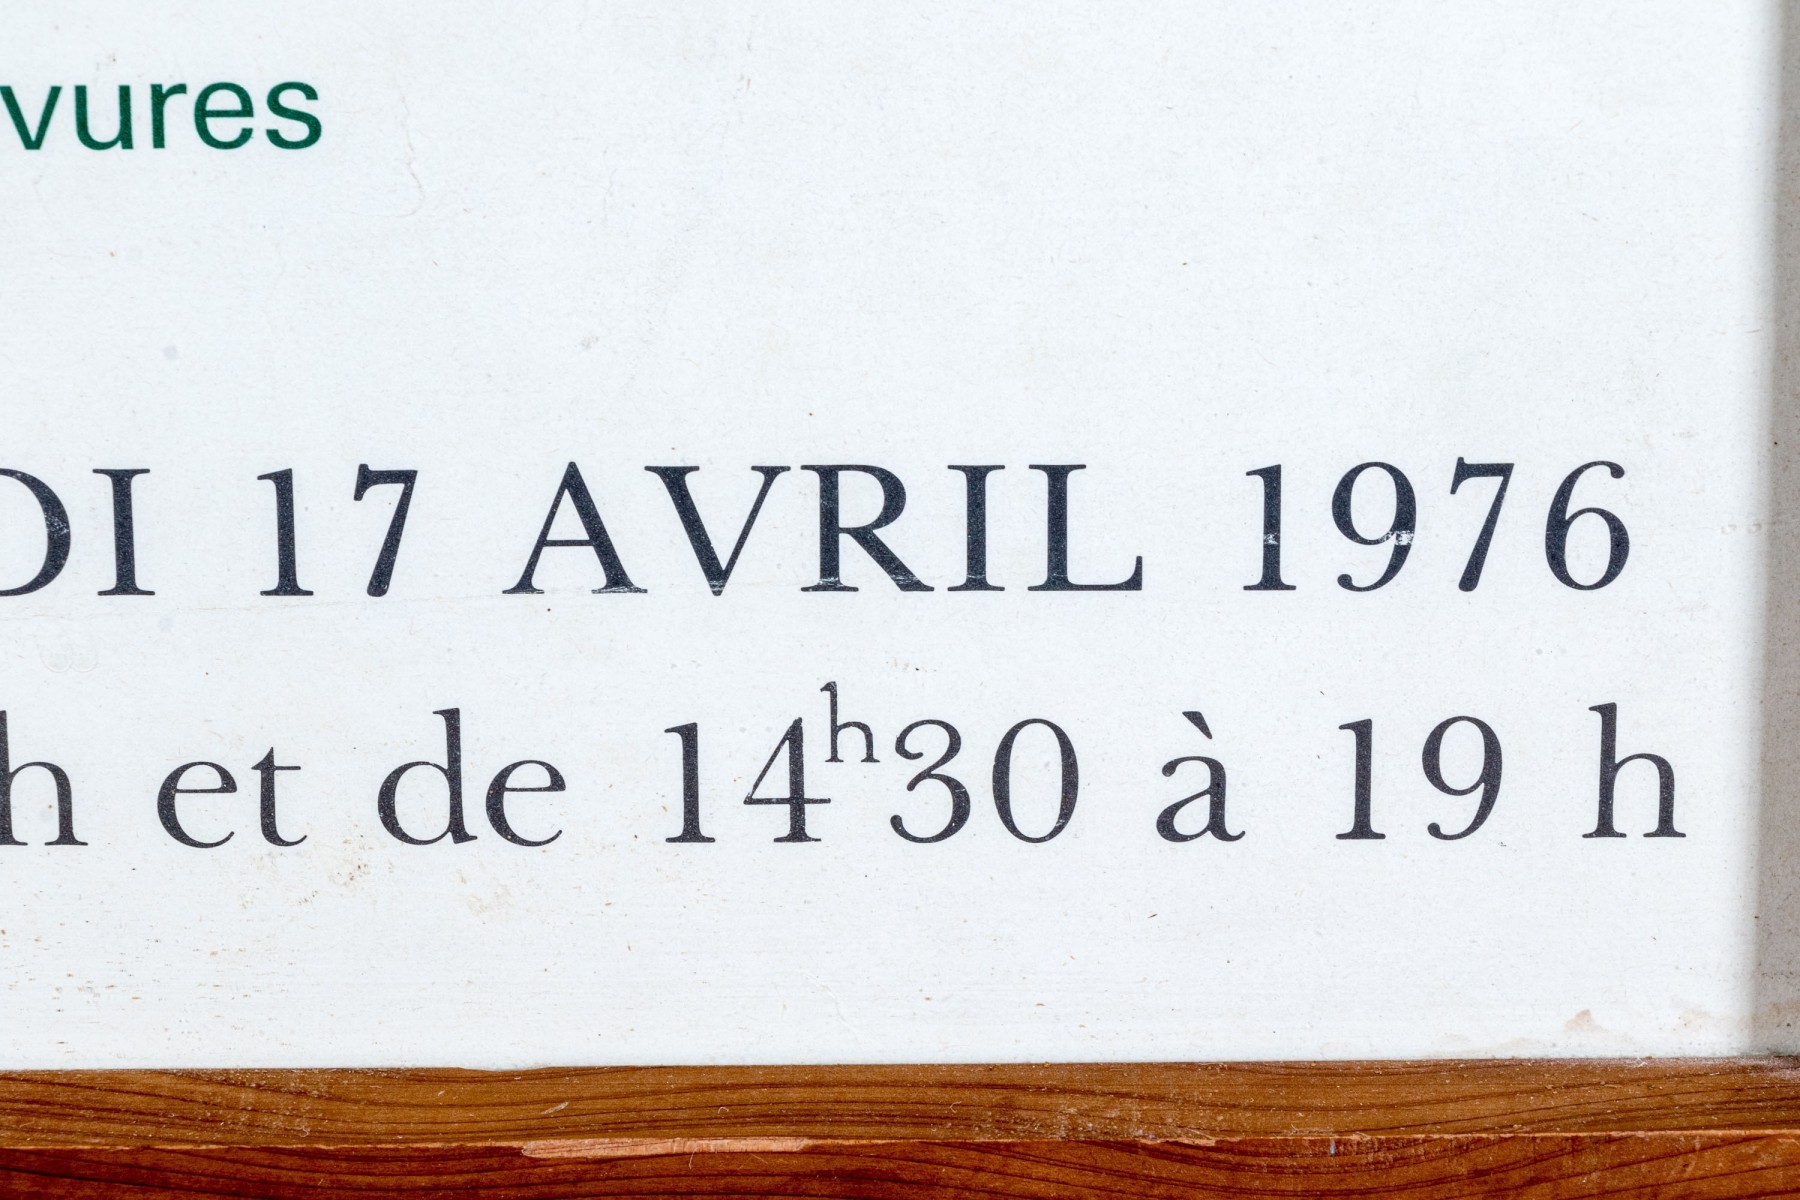 vures
DI 17 AVRIL 1976
h et de 14h30 à 19 h